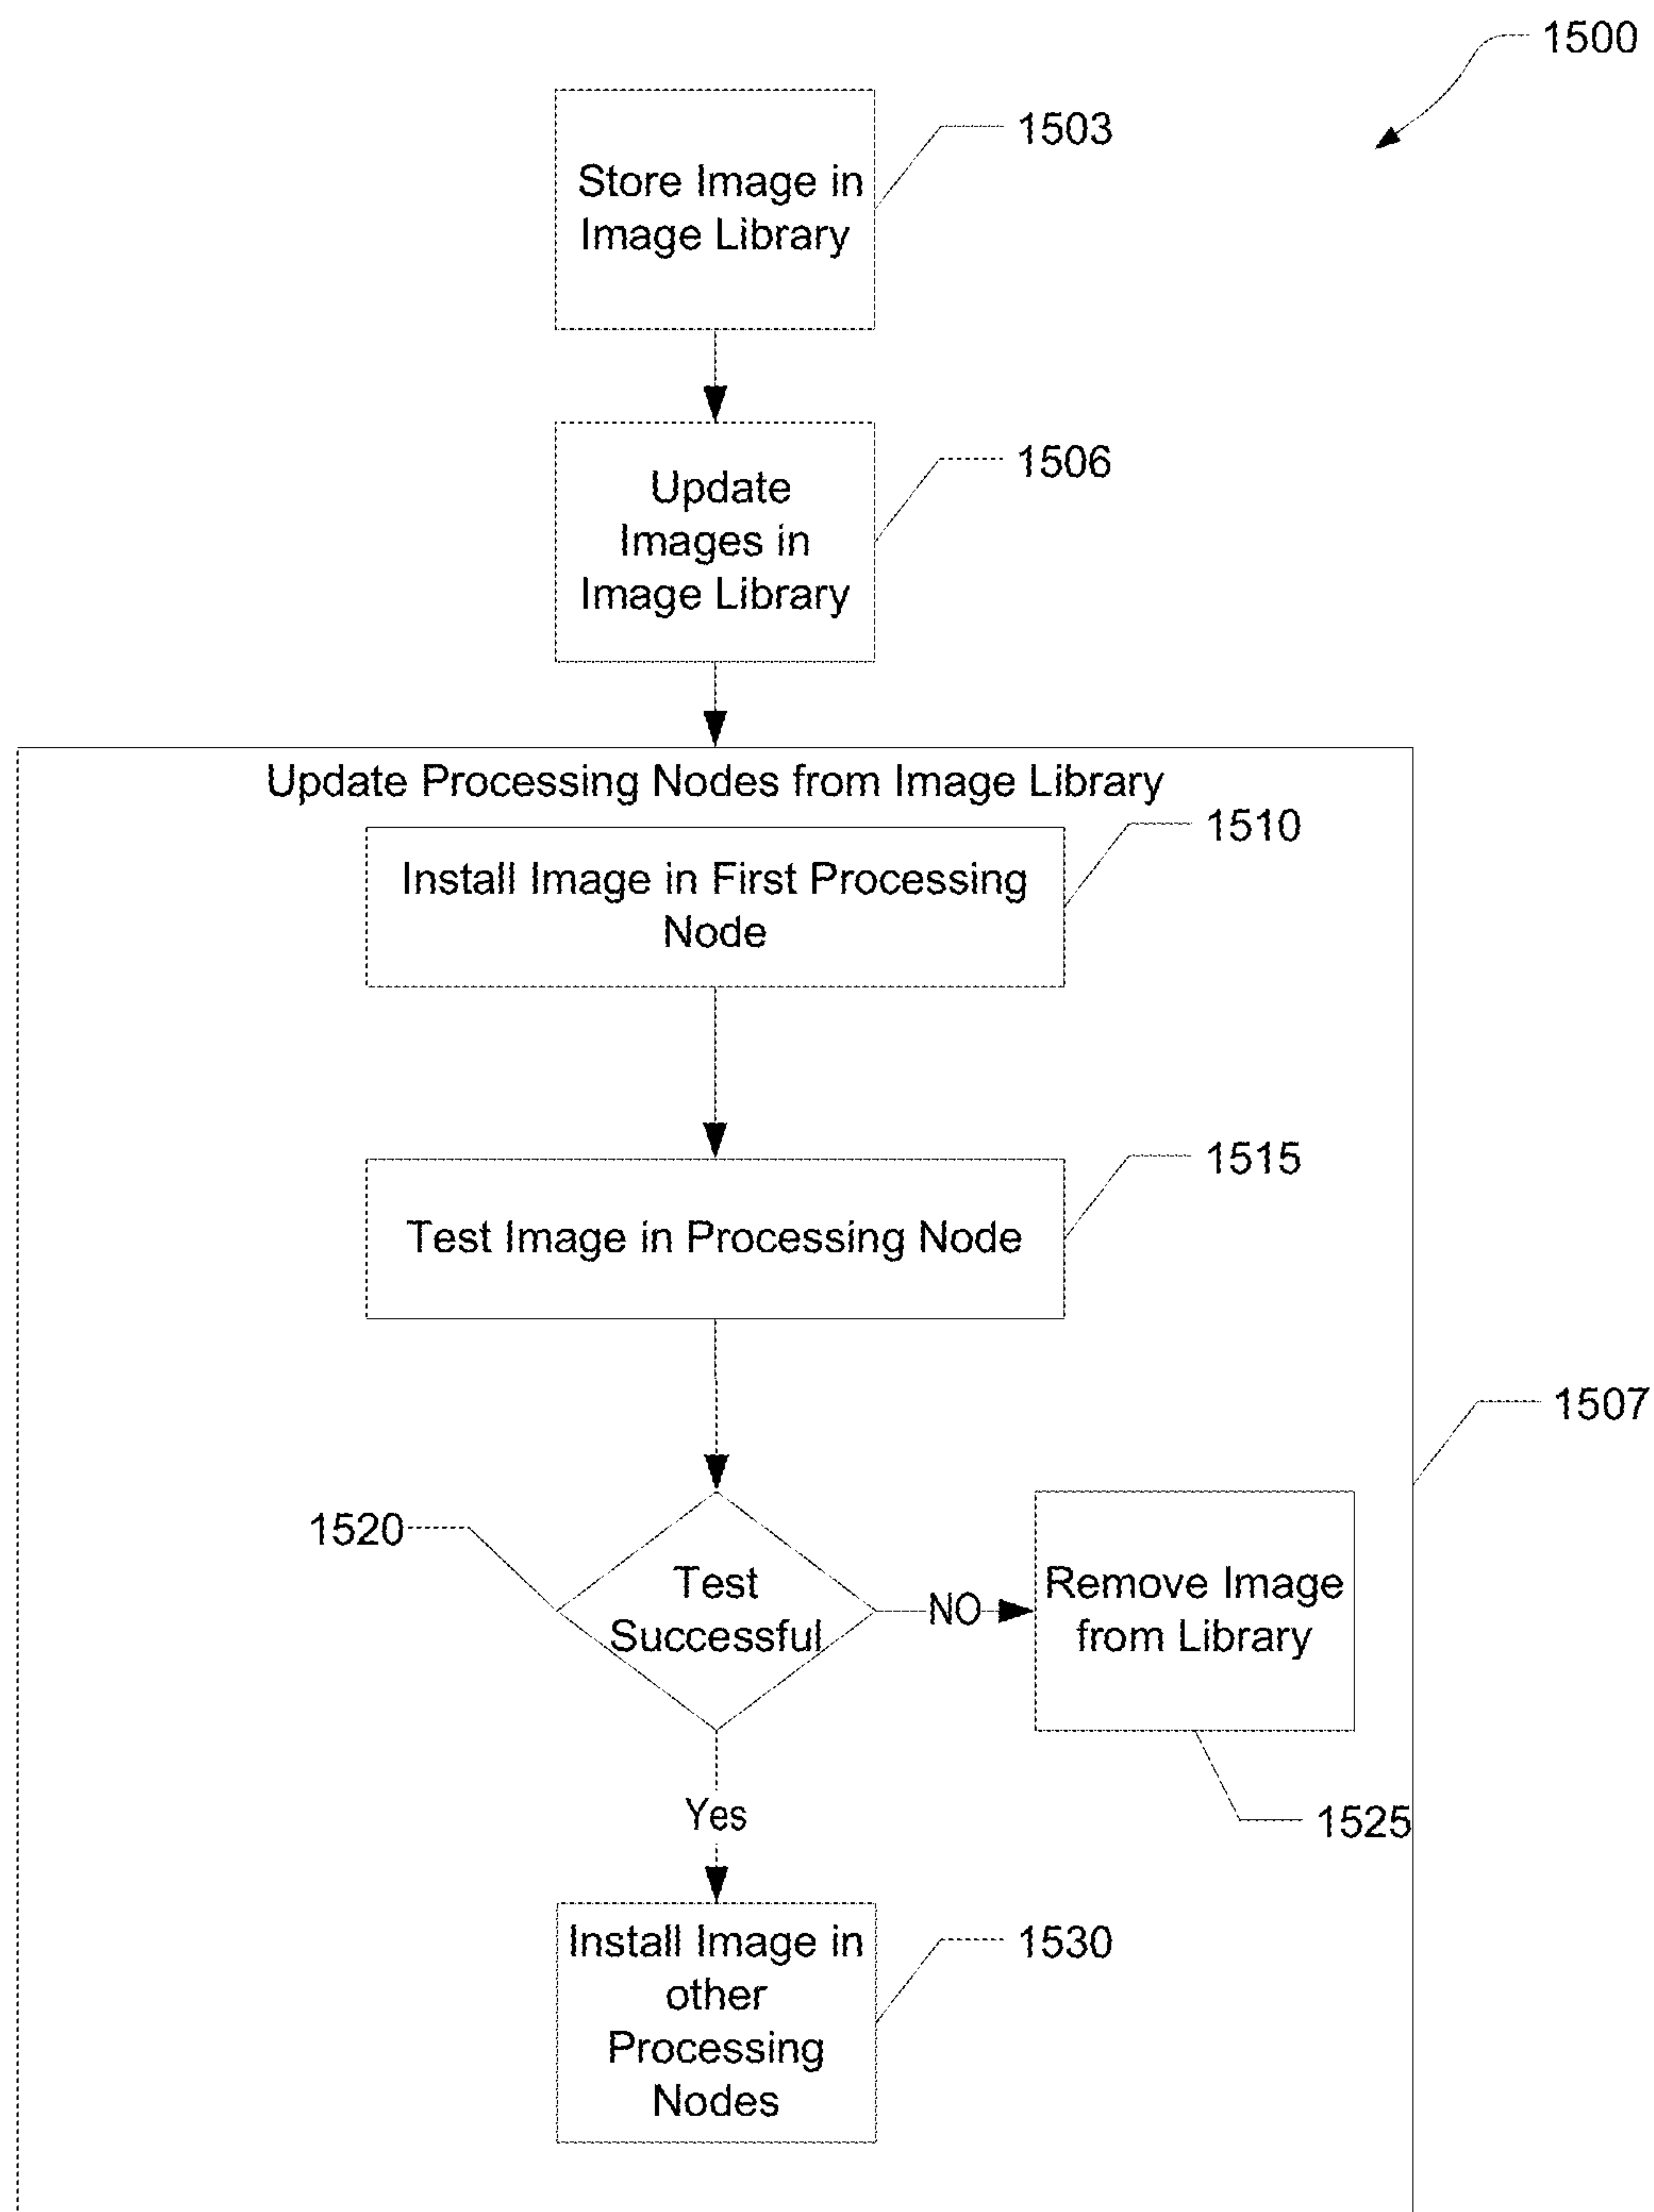 1500
1503
Store Image in
Image Library
1506
Update
Images in
Image Library
Update Processing Nodes from Image Library
1510
Install Image in First Processing
Node
1515
Test Image in Processing Node
1507
1520
Test
Successful
NO
Remove Image
from Library
1525
Yes
1530
Install Image in
other
Processing
Nodes